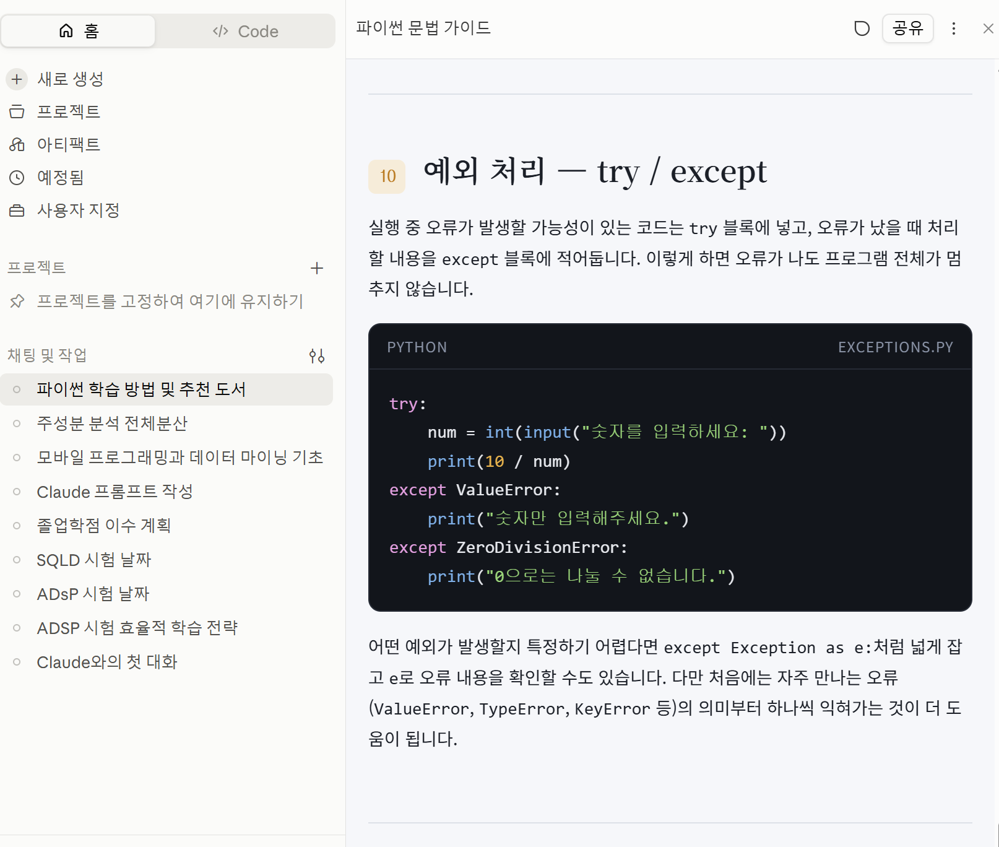 홈
Code
새로 생성
프로젝트
아티팩트
예정됨
사용자 지정
프로젝트
프로젝트를 고정하여 여기에 유지하기
채팅 및 작업
파이썬 학습 방법 및 추천 도서
주성분 분석 전체분산
모바일 프로그래밍과 데이터 마이닝 기초
Claude 프롬프트 작성
졸업학점 이수 계획
SQLD 시험 날짜
ADsP 시험 날짜
ADSP 시험 효율적 학습 전략
Claude와의 첫 대화
파이썬 문법 가이드
공유
10 예외 처리 — try / except
실행 중 오류가 발생할 가능성이 있는 코드는 try 블록에 넣고, 오류가 났을 때 처리
할 내용을 except 블록에 적어둡니다. 이렇게 하면 오류가 나도 프로그램 전체가 멈
추지 않습니다.
PYTHON
EXCEPTIONS.PY
try:
    num = int(input("숫자를 입력하세요: "))
    print(10 / num)
except ValueError:
    print("숫자만 입력해주세요.")
except ZeroDivisionError:
    print("0으로는 나눌 수 없습니다.")
어떤 예외가 발생할지 특정하기 어렵다면 except Exception as e:처럼 넓게 잡
고 e로 오류 내용을 확인할 수도 있습니다. 다만 처음에는 자주 만나는 오류
(ValueError, TypeError, KeyError 등)의 의미부터 하나씩 익혀가는 것이 더 도
움이 됩니다.